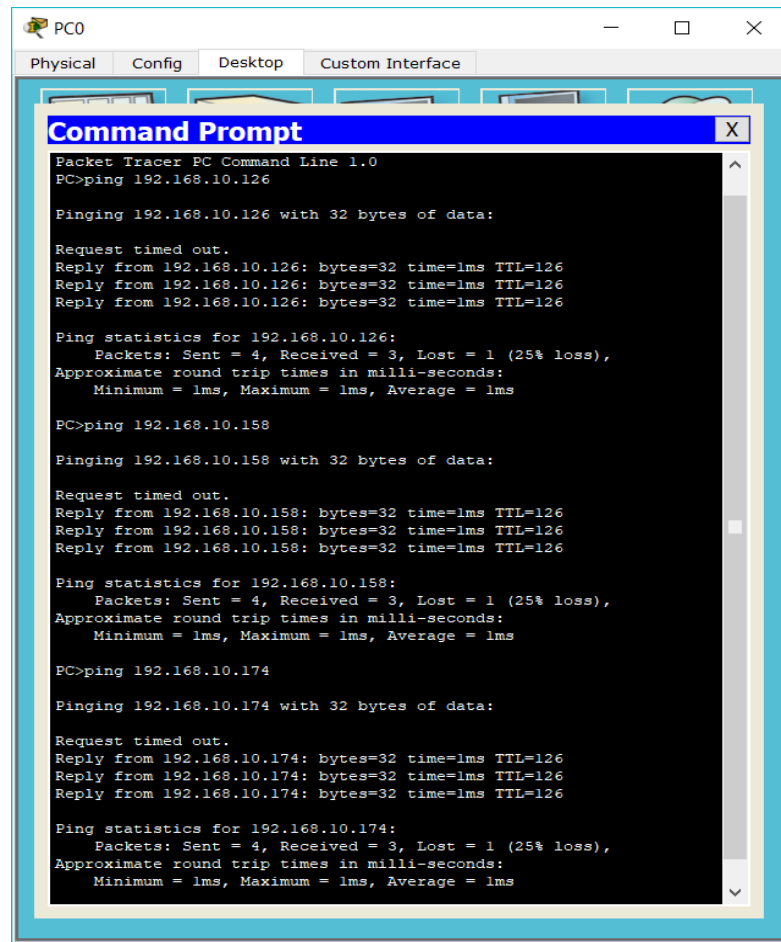 PC0
Physical Config Desktop Custom Interface
Command Prompt X
Packet Tracer PC Command Line 1.0
PC>ping 192.168.10.126
Pinging 192.168.10.126 with 32 bytes of data:
Request timed out.
Reply from 192.168.10.126: bytes=32 time=1ms TTL=126
Reply from 192.168.10.126: bytes=32 time=1ms TTL=126
Reply from 192.168.10.126: bytes=32 time=1ms TTL=126
Ping statistics for 192.168.10.126:
Packets: Sent = 4, Received = 3, Lost = 1 (25% loss),
Approximate round trip times in milli-seconds:
Minimum = 1ms, Maximum = 1ms, Average = 1ms
PC>ping 192.168.10.158
Pinging 192.168.10.158 with 32 bytes of data:
Request timed out.
Reply from 192.168.10.158: bytes=32 time=1ms TTL=126
Reply from 192.168.10.158: bytes=32 time=1ms TTL=126
Reply from 192.168.10.158: bytes=32 time=1ms TTL=126
Ping statistics for 192.168.10.158:
Packets: Sent = 4, Received = 3, Lost = 1 (25% loss),
Approximate round trip times in milli-seconds:
Minimum = 1ms, Maximum = 1ms, Average = 1ms
PC>ping 192.168.10.174
Pinging 192.168.10.174 with 32 bytes of data:
Request timed out.
Reply from 192.168.10.174: bytes=32 time=1ms TTL=126
Reply from 192.168.10.174: bytes=32 time=1ms TTL=126
Reply from 192.168.10.174: bytes=32 time=1ms TTL=126
Ping statistics for 192.168.10.174:
Packets: Sent = 4, Received = 3, Lost = 1 (25% loss),
Approximate round trip times in milli-seconds:
Minimum = 1ms, Maximum = 1ms, Average = 1ms